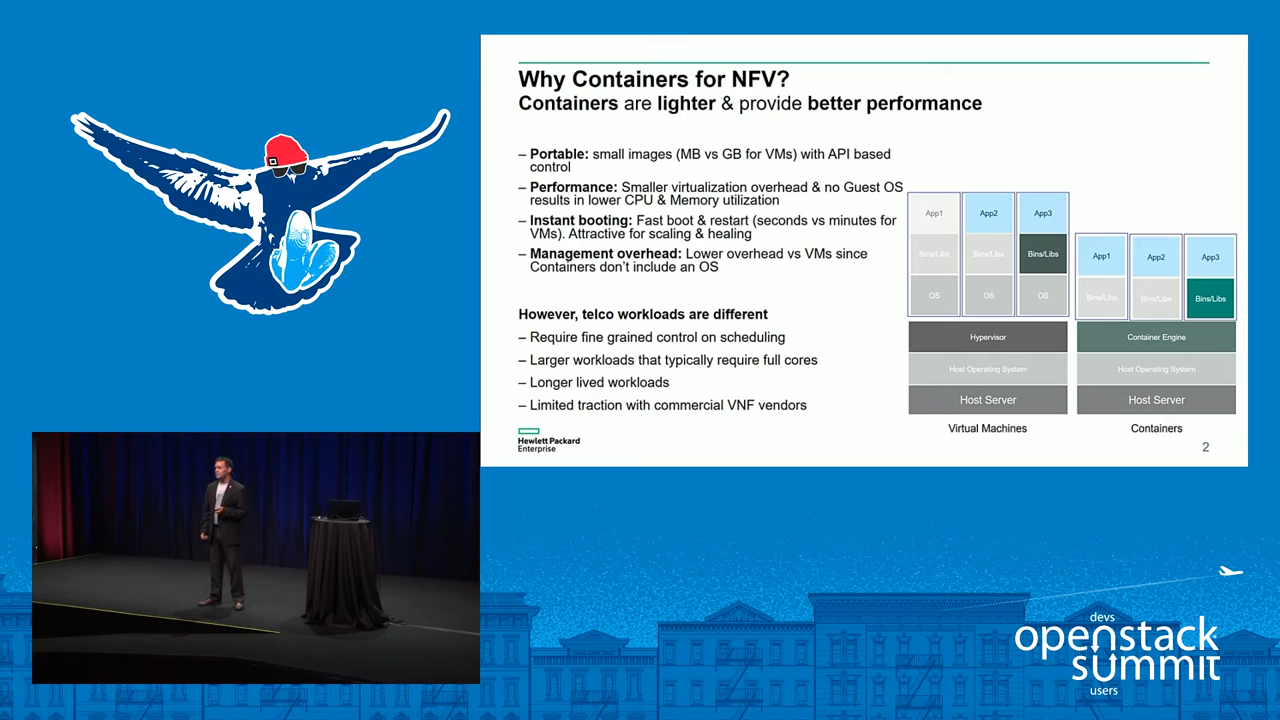 Why Containers for NFV?
Containers are lighter & provide better performance
– Portable: small images (MB vs GB for VMs) with API based
control
– Performance: Smaller virtualization overhead & no Guest OS
results in lower CPU & Memory utilization
– Instant booting: Fast boot & restart (seconds vs minutes for
VMs). Attractive for scaling & healing
– Management overhead: Lower overhead vs VMs since
Containers don't include an OS
However, telco workloads are different
– Require fine grained control on scheduling
– Larger workloads that typically require full cores
– Longer lived workloads
– Limited traction with commercial VNF vendors
App1 App2 App3
Bins/Libs Bins/Libs Bins/Libs
OS OS OS
Hypervisor
Host Operating System
Host Server
Virtual Machines
App1 App2 App3
Bins/Libs Bins/Libs Bins/Libs
Container Engine
Host Operating System
Host Server
Containers
Hewlett Packard
Enterprise
2
devs
openstack
summit
users